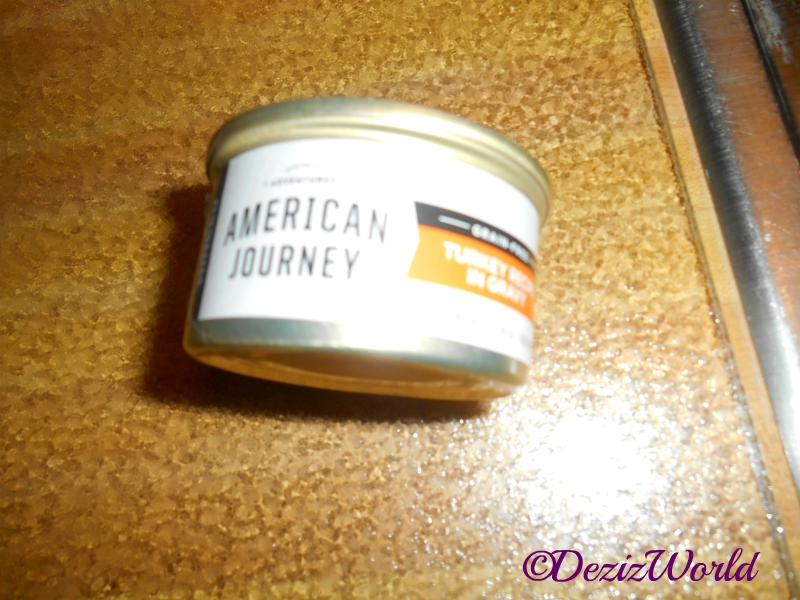 AMERICAN
JOURNEY
GRAIN-FREE
TURKEY
IN GRAVY
©DezizWorld